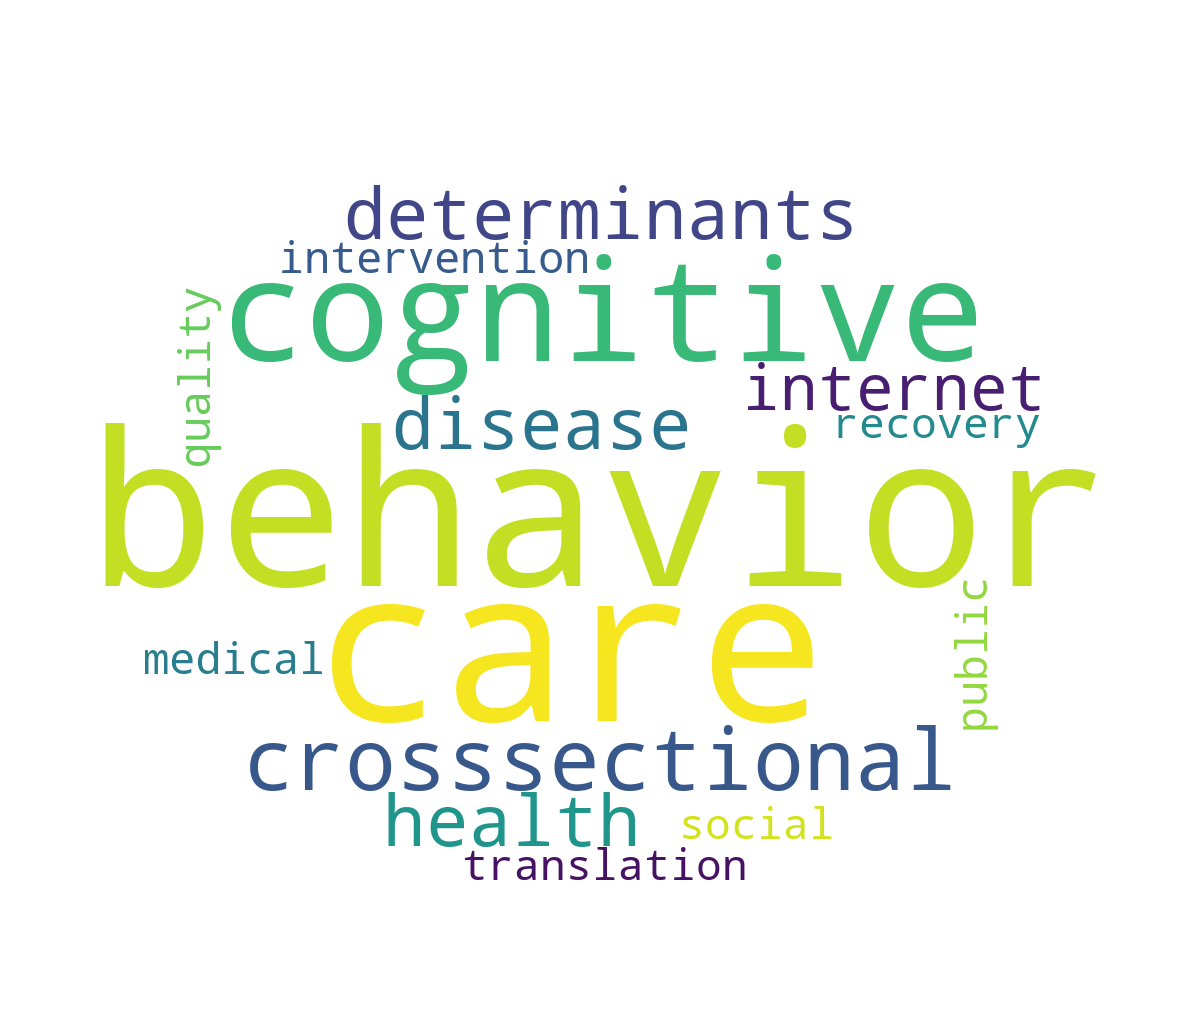 determinants
intervention
cognitive
quality
internet
disease
recovery
behavior
care
public
medical
crosssectional
health
social
translation